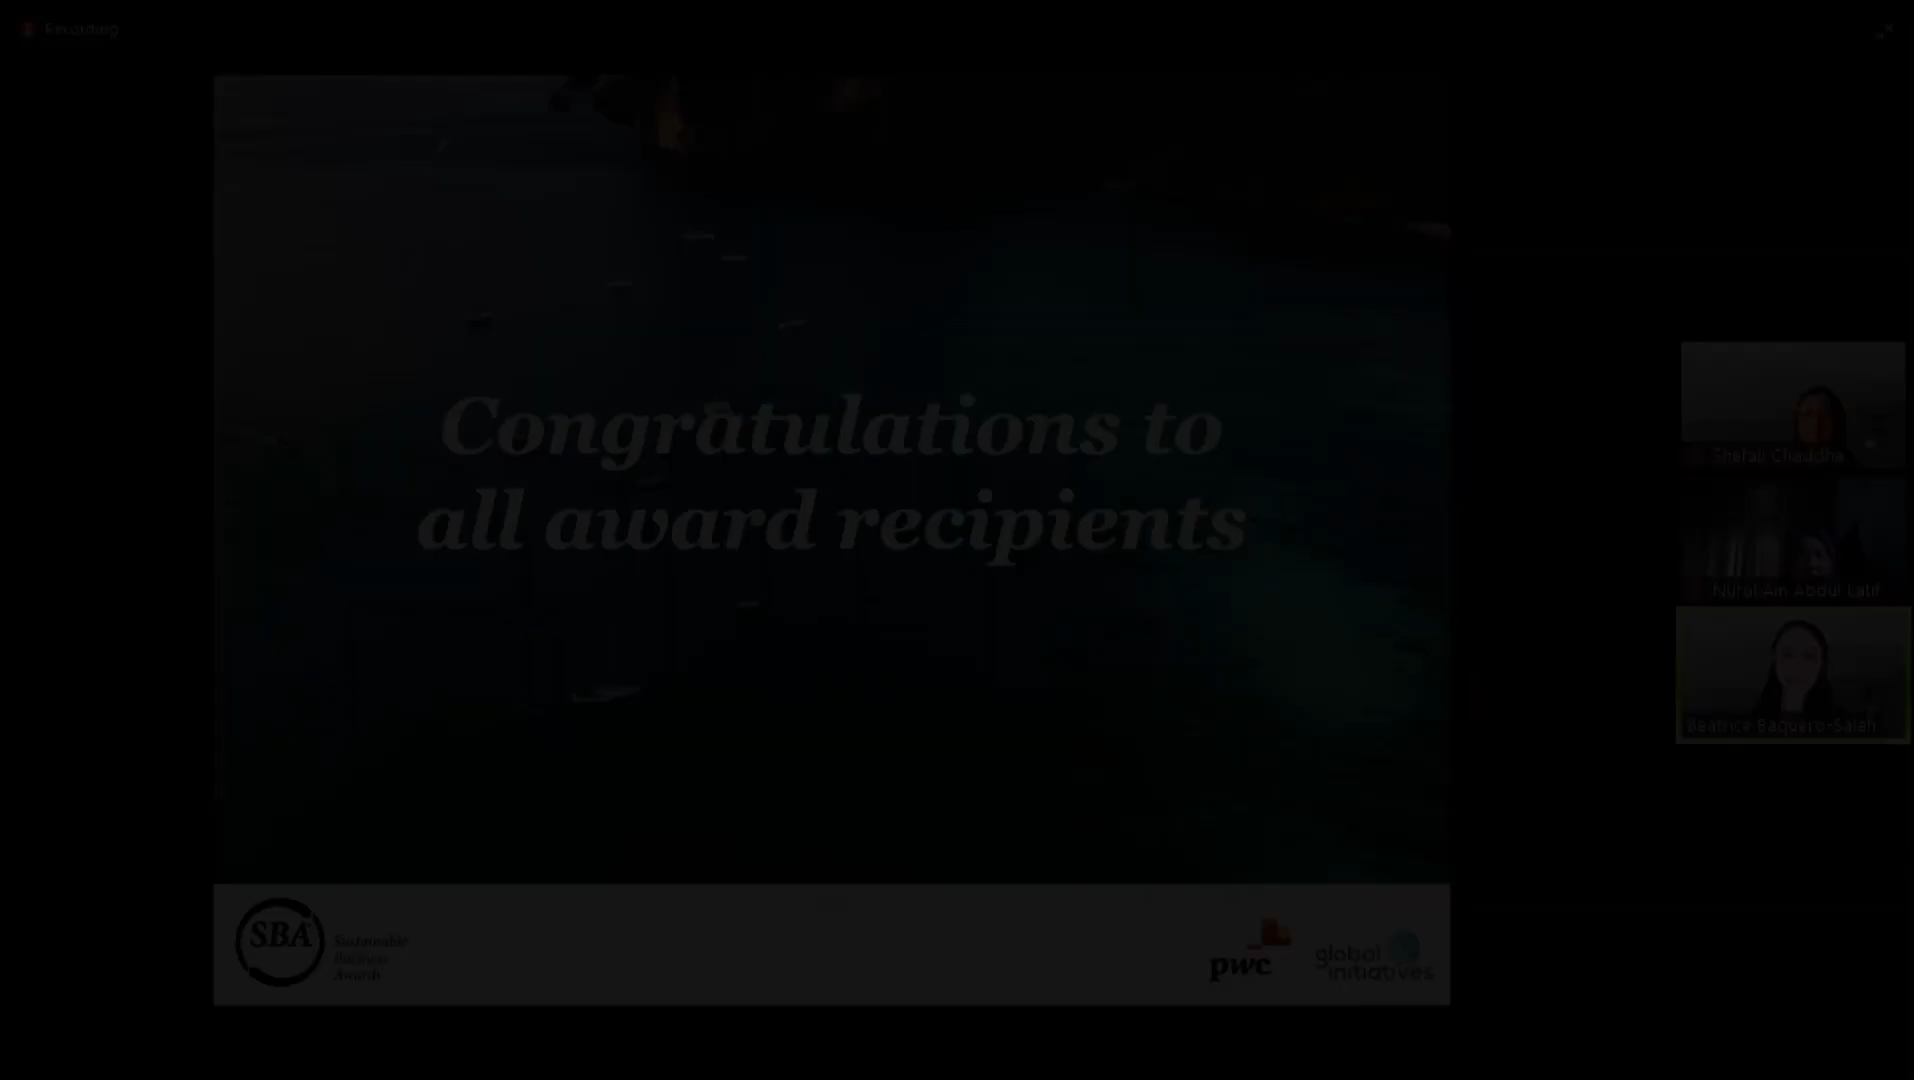 Recording
Congratulations to
all award recipients
Shefali Chaddha
Nurul Ain Abdul Latif
Beatrice Baquero-Salah
SBA
Sustainable
Business
Awards
pwc
global
initiatives